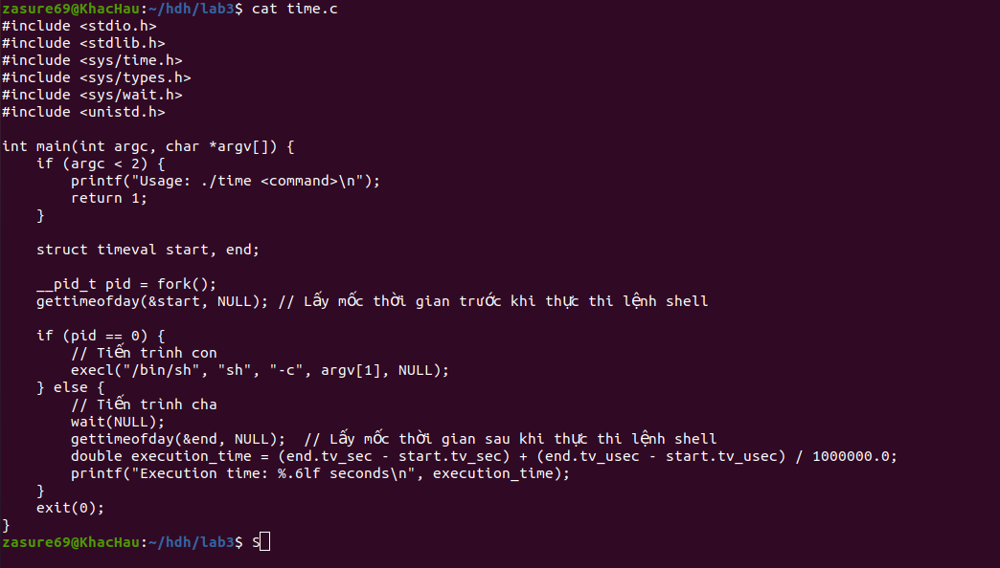 zasure69@KhacHau:~/hdh/lab3$ cat time.c
#include <stdio.h>
#include <stdlib.h>
#include <sys/time.h>
#include <sys/types.h>
#include <sys/wait.h>
#include <unistd.h>

int main(int argc, char *argv[]) {
    if (argc < 2) {
        printf("Usage: ./time <command>\n");
        return 1;
    }

    struct timeval start, end;

    __pid_t pid = fork();
    gettimeofday(&start, NULL); // Lấy mốc thời gian trước khi thực thi lệnh shell

    if (pid == 0) {
        // Tiến trình con
        execl("/bin/sh", "sh", "-c", argv[1], NULL);
    } else {
        // Tiến trình cha
        wait(NULL);
        gettimeofday(&end, NULL);  // Lấy mốc thời gian sau khi thực thi lệnh shell
        double execution_time = (end.tv_sec - start.tv_sec) + (end.tv_usec - start.tv_usec) / 1000000.0;
        printf("Execution time: %.6lf seconds\n", execution_time);
    }
    exit(0);
}
zasure69@KhacHau:~/hdh/lab3$ S